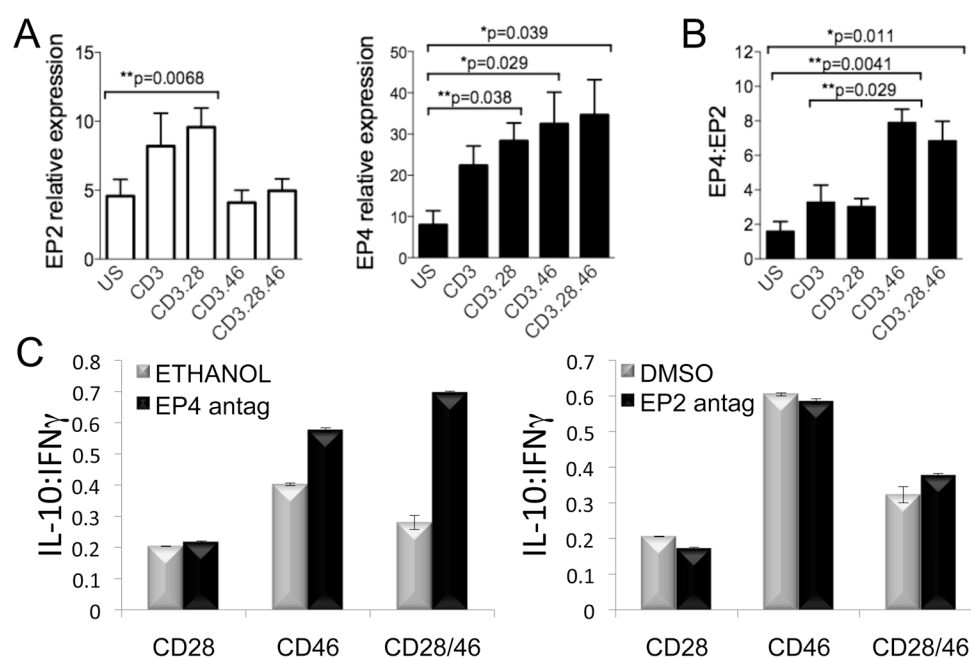 A
EP2 relative expression
15
10
5
0
**p=0.0068
US
CD3
CD3.28
CD3.46
CD3.28.46
EP4 relative expression
50
40
30
20
10
0
*p=0.039
*p=0.029
**p=0.038
US
CD3
CD3.28
CD3.46
CD3.28.46
B
EP4:EP2
8
6
4
2
0
*p=0.011
**p=0.0041
**p=0.029
US
CD3
CD3.28
CD3.46
CD3.28.46
C
IL-10:IFNγ
0.8
0.7
0.6
0.5
0.4
0.3
0.2
0.1
0
ETHANOL
EP4 antag
CD28
CD46
CD28/46
IL-10:IFNγ
0.7
0.6
0.5
0.4
0.3
0.2
0.1
0
DMSO
EP2 antag
CD28
CD46
CD28/46